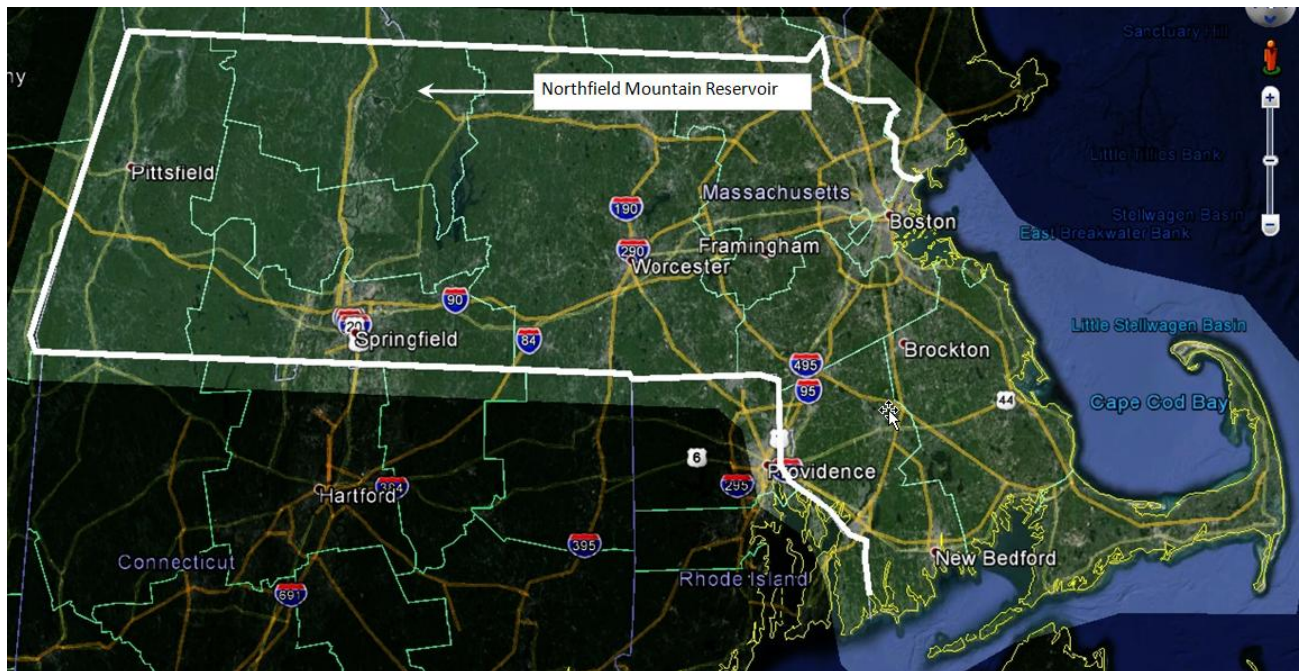 Sanctuary Hill
ny
Northfield Mountain Reservoir
Little Tillies Bank
Pittsfield
Massachusetts
190
Stellwagen Basin
Boston
East Breakwater Bank
Framingham
290
Worcester
90
20
Springfield
84
Little Stellwagen Basin
Brockton
495
95
44
Cape Cod Bay
6
Providence
295
Hartford
384
395
New Bedford
Connecticut
Rhode Island
691